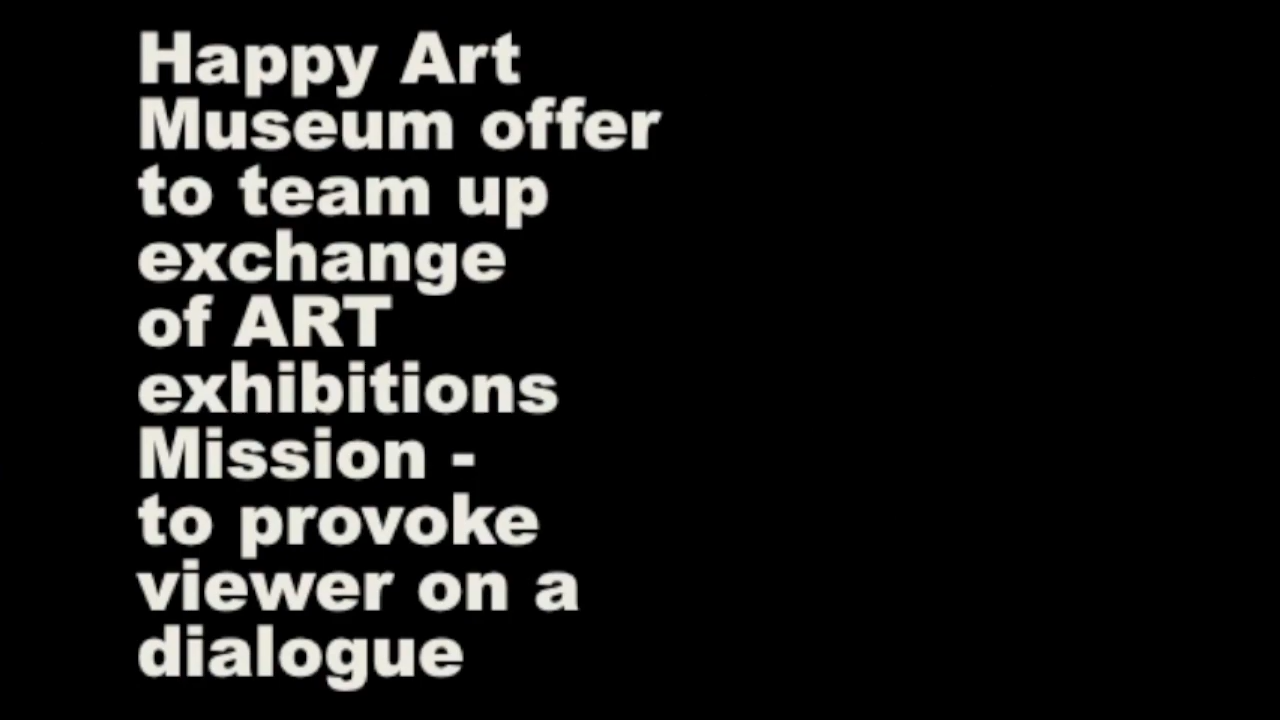 Happy Art
Museum offer
to team up
exchange
of ART
exhibitions
Mission -
to provoke
viewer on a
dialogue